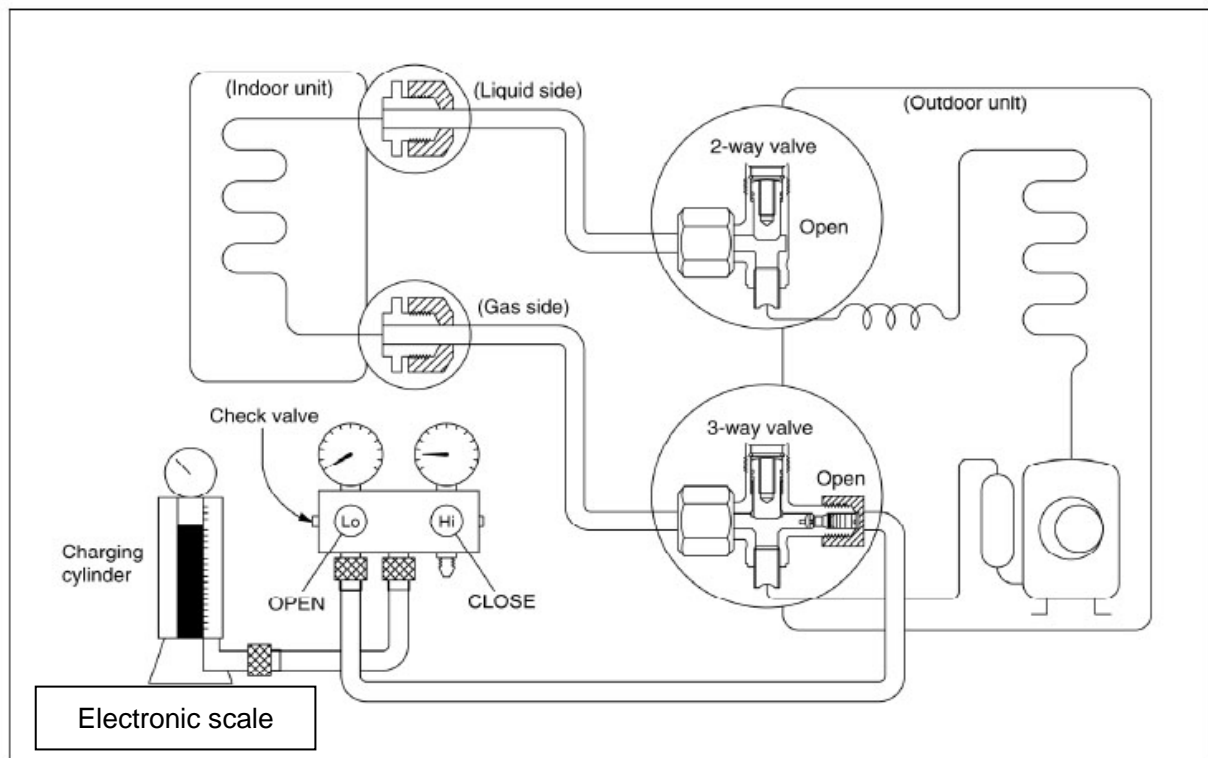 (Indoor unit)
(Liquid side)
(Outdoor unit)
2-way valve
Open
(Gas side)
Check valve
3-way valve
Open
Lo
Hi
Charging
cylinder
OPEN
CLOSE
Electronic scale